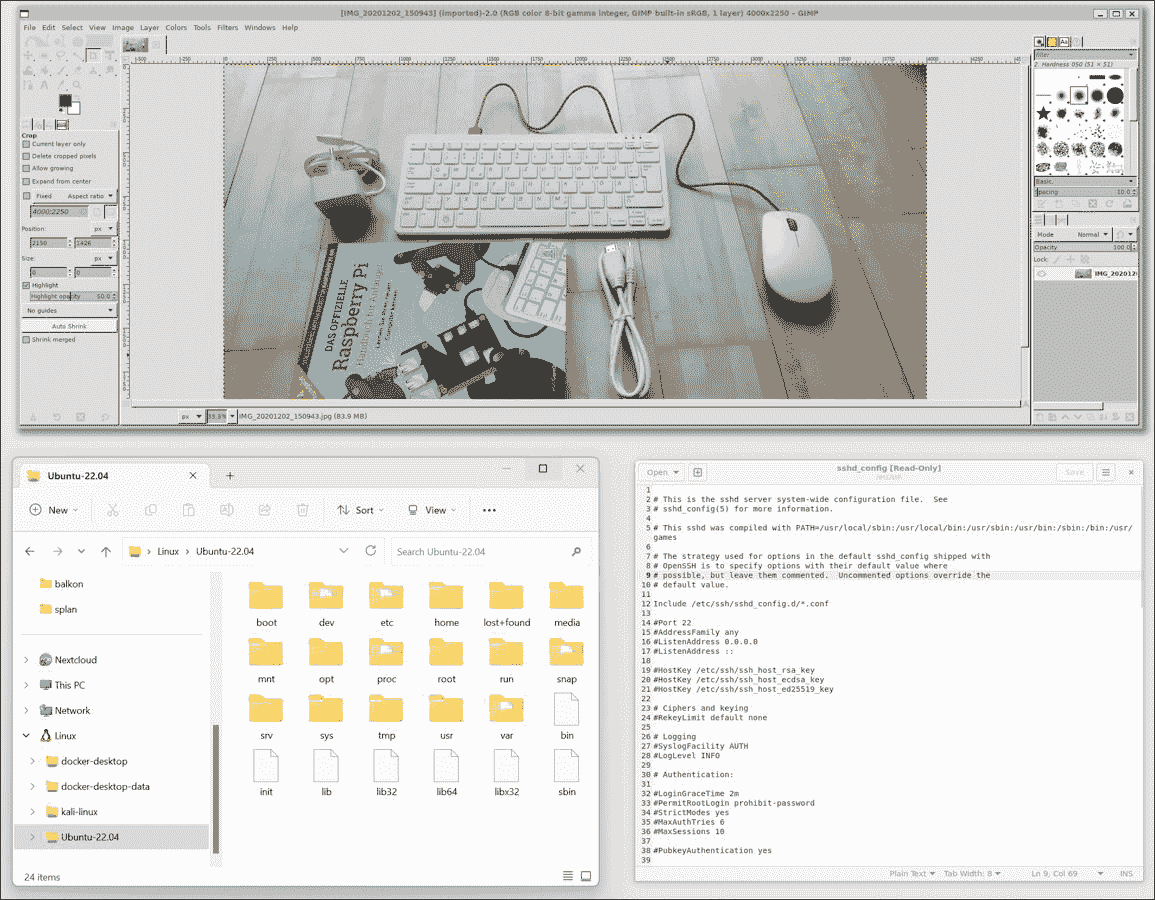 [IMG_20201202_150943] (imported)-2.0 (RGB color 8-bit gamma integer, GIMP built-in sRGB, 1 layer) 4000x2250 – GIMP
File Edit Select View Image Layer Colors Tools Filters Windows Help
Crop
Current layer only
Delete cropped pixels
Allow growing
Expand from center
Fixed Aspect ratio
4000:2250
Position: px
2150 1426
Size: px
0 0
Highlight
Highlight opacity 50.0
No guides
Auto Shrink
Shrink merged
DAS OFFIZIELLE
Raspberry Pi
Handbuch für Anfänger
px 33.3% IMG_20201202_150943.jpg (83.9 MB)
filter
2. Hardness 050 (51 × 51)
Basic.
Spacing 10.0
Mode Normal
Opacity 100.0
Lock:
IMG_20201
Ubuntu-22.04
New Sort View
Linux Ubuntu-22.04 Search Ubuntu-22.04
balkon
splan
Nextcloud
This PC
Network
Linux
docker-desktop
docker-desktop-data
kali-linux
Ubuntu-22.04
boot dev etc home lost+found media
mnt opt proc root run snap
srv sys tmp usr var bin
init lib lib32 lib64 libx32 sbin
24 items
Open sshd_config [Read-Only] Save
1
2 # This is the sshd server system-wide configuration file. See
3 # sshd_config(5) for more information.
4
5 # This sshd was compiled with PATH=/usr/local/sbin:/usr/local/bin:/usr/sbin:/usr/bin:/sbin:/bin:/usr/
games
6
7 # The strategy used for options in the default sshd_config shipped with
8 # OpenSSH is to specify options with their default value where
9 # possible, but leave them commented. Uncommented options override the
10 # default value.
11
12 Include /etc/ssh/sshd_config.d/*.conf
13
14 #Port 22
15 #AddressFamily any
16 #ListenAddress 0.0.0.0
17 #ListenAddress ::
18
19 #HostKey /etc/ssh/ssh_host_rsa_key
20 #HostKey /etc/ssh/ssh_host_ecdsa_key
21 #HostKey /etc/ssh/ssh_host_ed25519_key
22
23 # Ciphers and keying
24 #RekeyLimit default none
25
26 # Logging
27 #SyslogFacility AUTH
28 #LogLevel INFO
29
30 # Authentication:
31
32 #LoginGraceTime 2m
33 #PermitRootLogin prohibit-password
34 #StrictModes yes
35 #MaxAuthTries 6
36 #MaxSessions 10
37
38 #PubkeyAuthentication yes
39
Plain Text Tab Width: 8 Ln 9, Col 69 INS